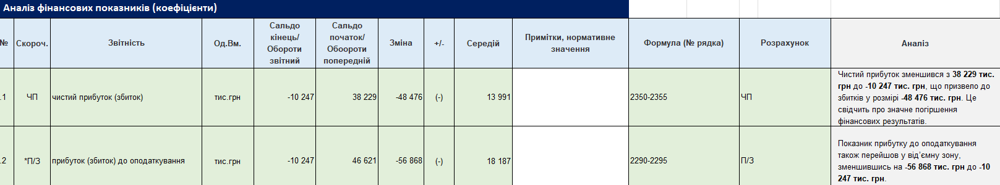 Аналіз фінансових показників (коефіцієнти)
№
Скороч.
Звітність
Од.Вм.
Сальдо
кінець/
Обороти
звітний
Сальдо
початок/
Обоороти
попередній
Зміна
+/-
Середій
Примітки, нормативне
значення
Формула (№ рядка)
Розрахунок
Аналіз
.1
ЧП
чистий прибуток (збиток)
тис.грн
-10 247
38 229
-48 476
(-)
13 991
2350-2355
ЧП
Чистий прибуток зменшився з 38 229 тис.
грн до -10 247 тис. грн, що призвело до
збитків у розмірі -48 476 тис. грн. Це
свідчить про значне погіршення
фінансових результатів.
.2
*П/З
прибуток (збиток) до оподаткування
тис.грн
-10 247
46 621
-56 868
(-)
18 187
2290-2295
П/З
Показник прибутку до оподаткування
також перейшов у від’ємну зону,
зменшившись на -56 868 тис. грн до -10
247 тис. грн.